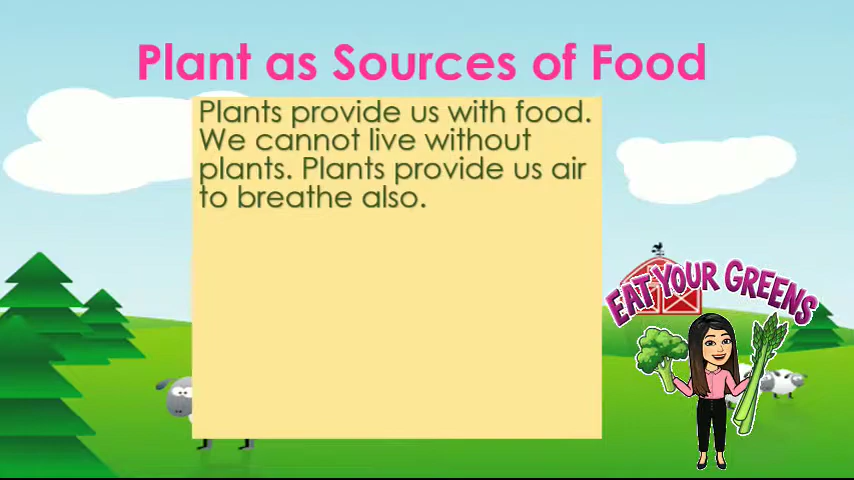 Plant as Sources of Food
Plants provide us with food.
We cannot live without
plants. Plants provide us air
to breathe also.
EAT YOUR GREENS